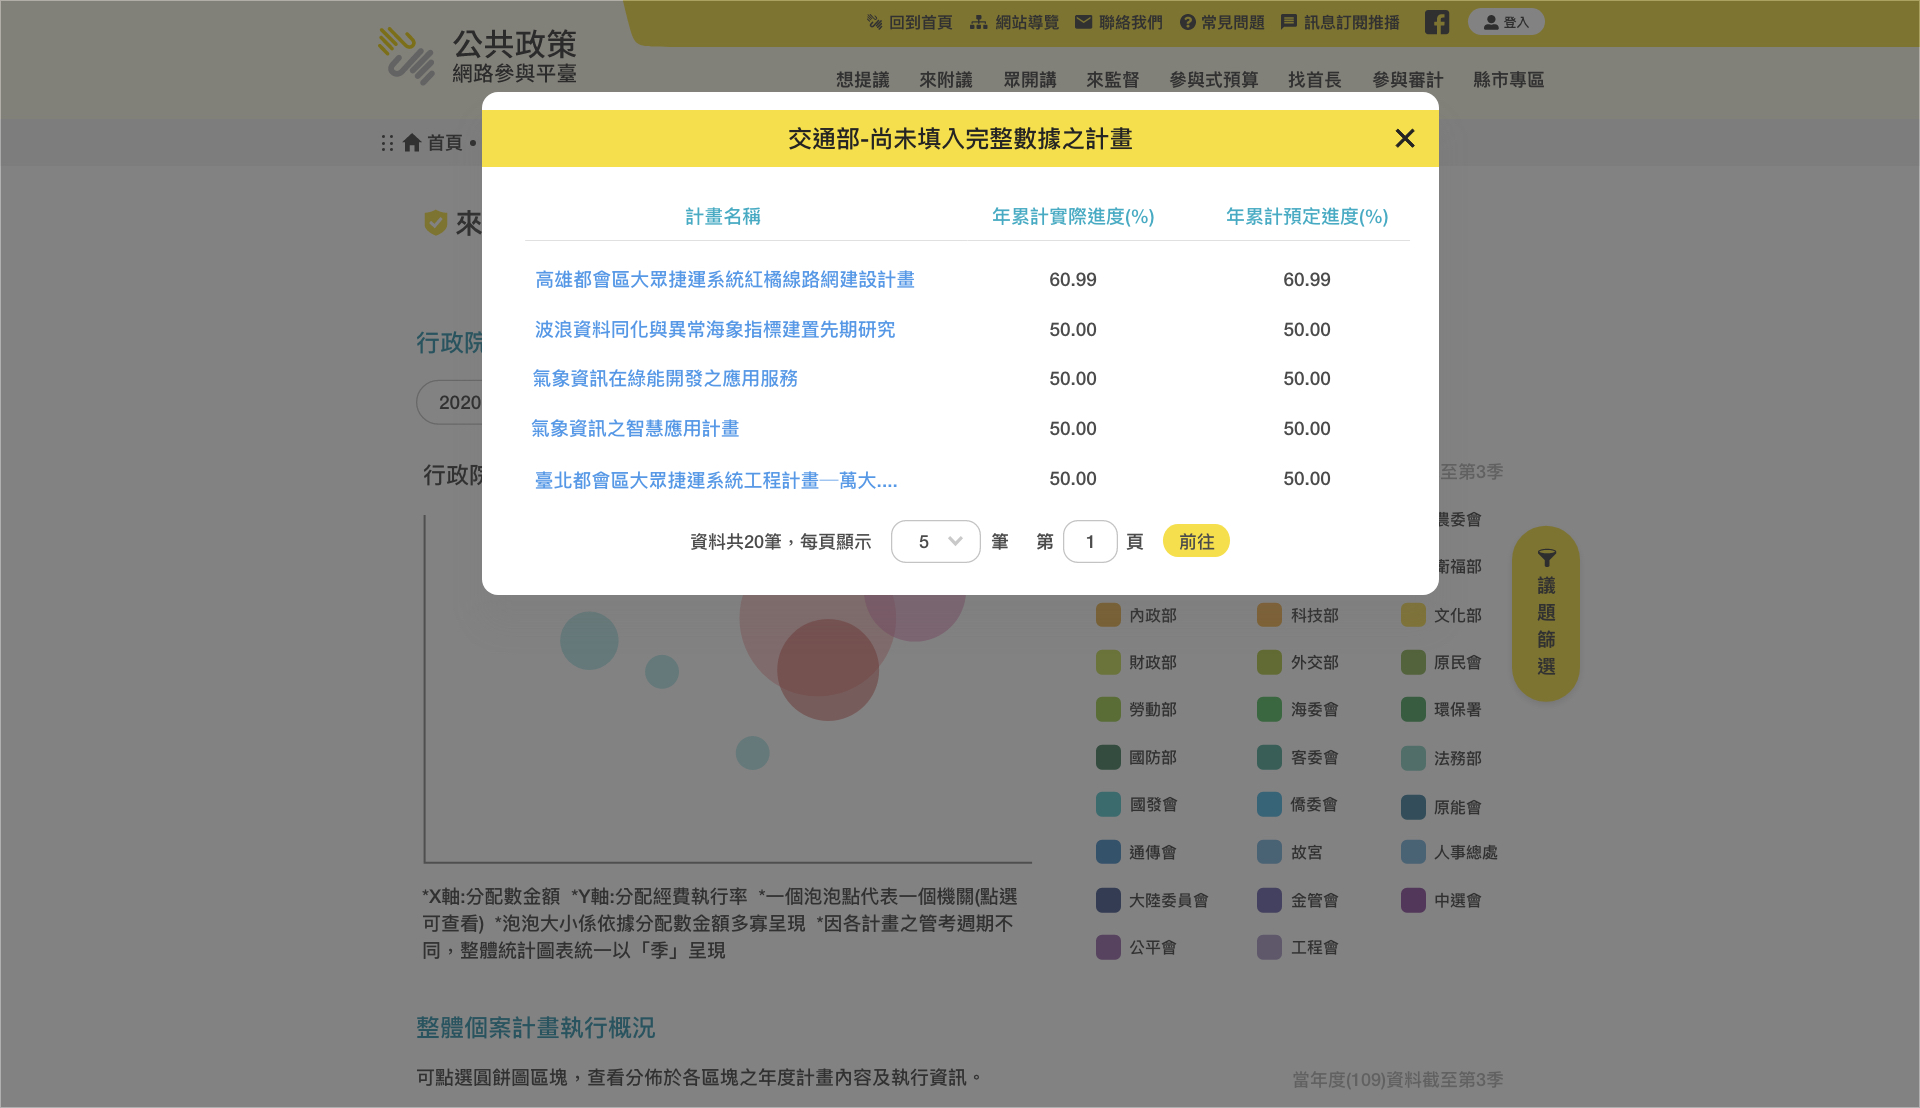 回到首頁 網站導覽 聯絡我們 常見問題 訊息訂閱推播 登入
公共政策
網路參與平臺
想提議 來附議 眾開講 來監督 參與式預算 找首長 參與審計 縣市專區
首頁 •
交通部-尚未填入完整數據之計畫
來
計畫名稱 年累計實際進度(%) 年累計預定進度(%)
高雄都會區大眾捷運系統紅橘線路網建設計畫 60.99 60.99
波浪資料同化與異常海象指標建置先期研究 50.00 50.00
行政院
氣象資訊在綠能開發之應用服務 50.00 50.00
2020
氣象資訊之智慧應用計畫 50.00 50.00
行政院
至第3季
臺北都會區大眾捷運系統工程計畫─萬大.... 50.00 50.00
農委會
資料共20筆，每頁顯示 5 筆 第 1 頁 前往
衛福部
議題篩選
內政部 科技部 文化部
財政部 外交部 原民會
勞動部 海委會 環保署
國防部 客委會 法務部
國發會 僑委會 原能會
通傳會 故宮 人事總處
大陸委員會 金管會 中選會
公平會 工程會
*X軸:分配數金額 *Y軸:分配經費執行率 *一個泡泡點代表一個機關(點選
可查看) *泡泡大小係依據分配數金額多寡呈現 *因各計畫之管考週期不
同，整體統計圖表統一以「季」呈現
整體個案計畫執行概況
可點選圓餅圖區塊，查看分佈於各區塊之年度計畫內容及執行資訊。
當年度(109)資料截至第3季